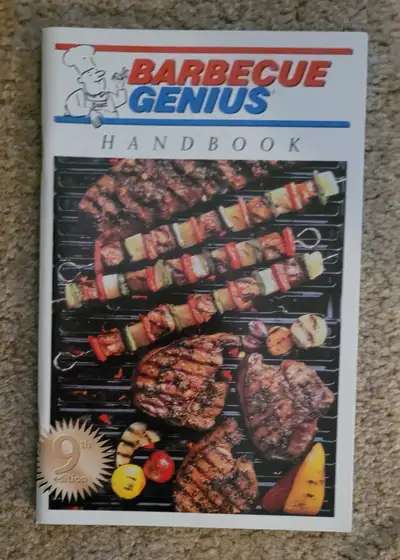 BARBECUE
GENIUS
HANDBOOK
9th
edition